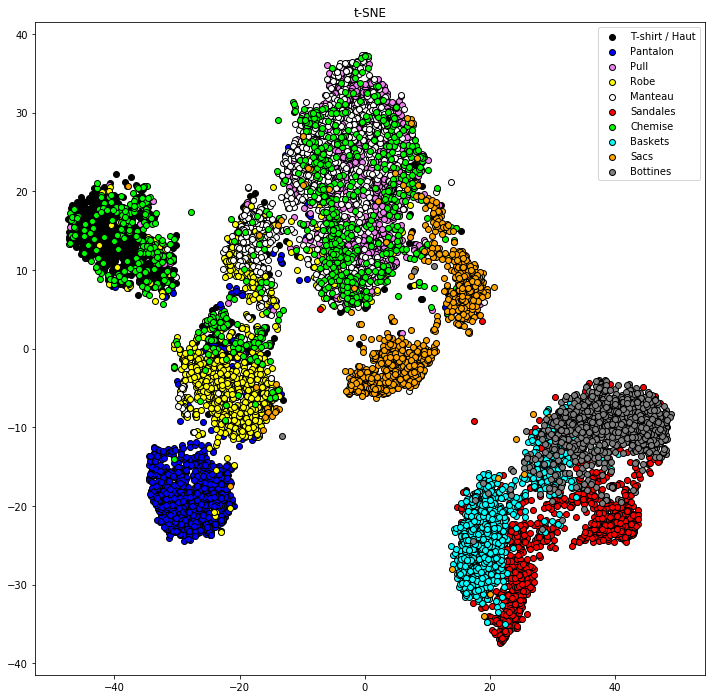 t-SNE
T-shirt / Haut
Pantalon
Pull
Robe
Manteau
Sandales
Chemise
Baskets
Sacs
Bottines
40
30
20
10
0
−10
−20
−30
−40
−40 −20 0 20 40